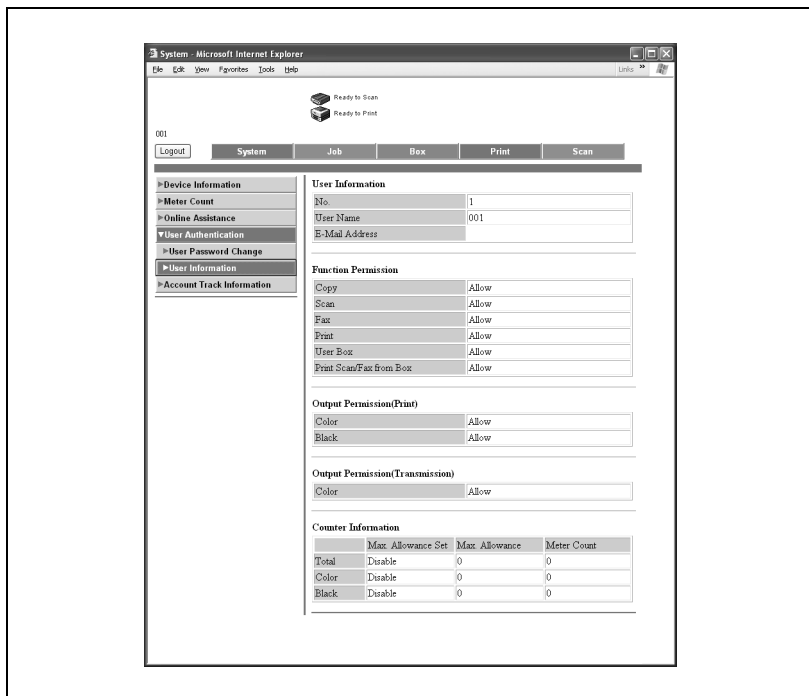 System - Microsoft Internet Explorer
File Edit View Favorites Tools Help
Links »
Ready to Scan
Ready to Print
001
Logout System Job Box Print Scan
Device Information
Meter Count
Online Assistance
User Authentication
User Password Change
User Information
Account Track Information
User Information
No. 1
User Name 001
E-Mail Address
Function Permission
Copy Allow
Scan Allow
Fax Allow
Print Allow
User Box Allow
Print Scan/Fax from Box Allow
Output Permission(Print)
Color Allow
Black Allow
Output Permission(Transmission)
Color Allow
Counter Information
Max. Allowance Set Max. Allowance Meter Count
Total Disable 0 0
Color Disable 0 0
Black Disable 0 0